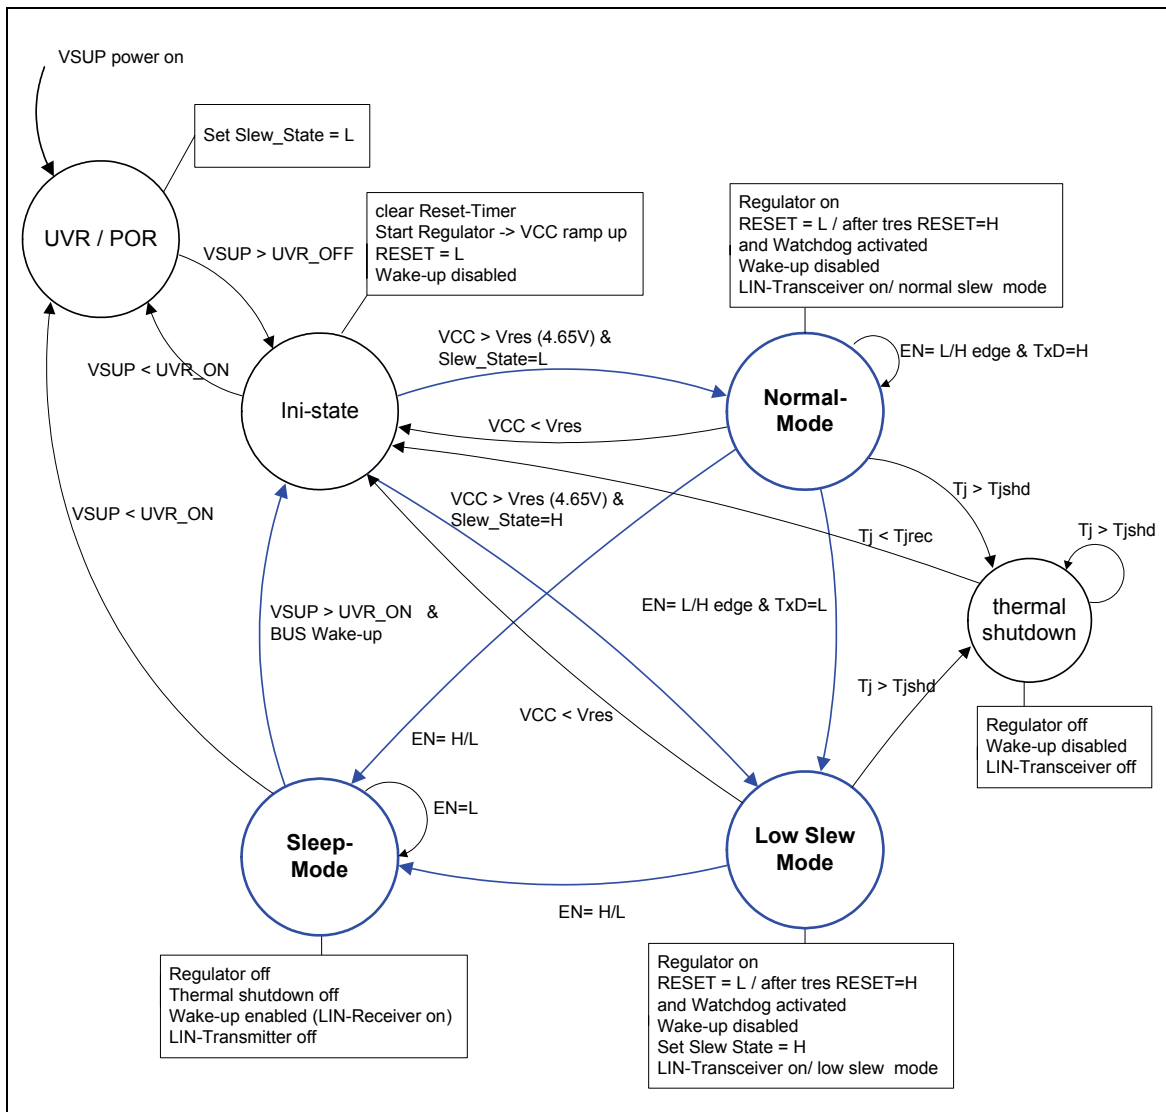 VSUP power on
Set Slew_State = L
UVR / POR
VSUP > UVR_OFF
VSUP < UVR_ON
clear Reset-Timer
Start Regulator -> VCC ramp up
RESET = L
Wake-up disabled
Regulator on
RESET = L / after tres RESET=H
and Watchdog activated
Wake-up disabled
LIN-Transceiver on/ normal slew  mode
VCC > Vres (4.65V) &
Slew_State=L
EN= L/H edge & TxD=H
Ini-state
Normal-
Mode
VCC < Vres
VSUP < UVR_ON
VCC > Vres (4.65V) &
Slew_State=H
Tj > Tjshd
Tj < Tjrec
Tj > Tjshd
VSUP > UVR_ON  &
BUS Wake-up
EN= L/H edge & TxD=L
thermal
shutdown
VCC < Vres
Tj > Tjshd
Regulator off
Wake-up disabled
LIN-Transceiver off
EN= H/L
EN=L
Sleep-
Mode
Low Slew
Mode
EN= H/L
Regulator off
Thermal shutdown off
Wake-up enabled (LIN-Receiver on)
LIN-Transmitter off
Regulator on
RESET = L / after tres RESET=H
and Watchdog activated
Wake-up disabled
Set Slew State = H
LIN-Transceiver on/ low slew  mode